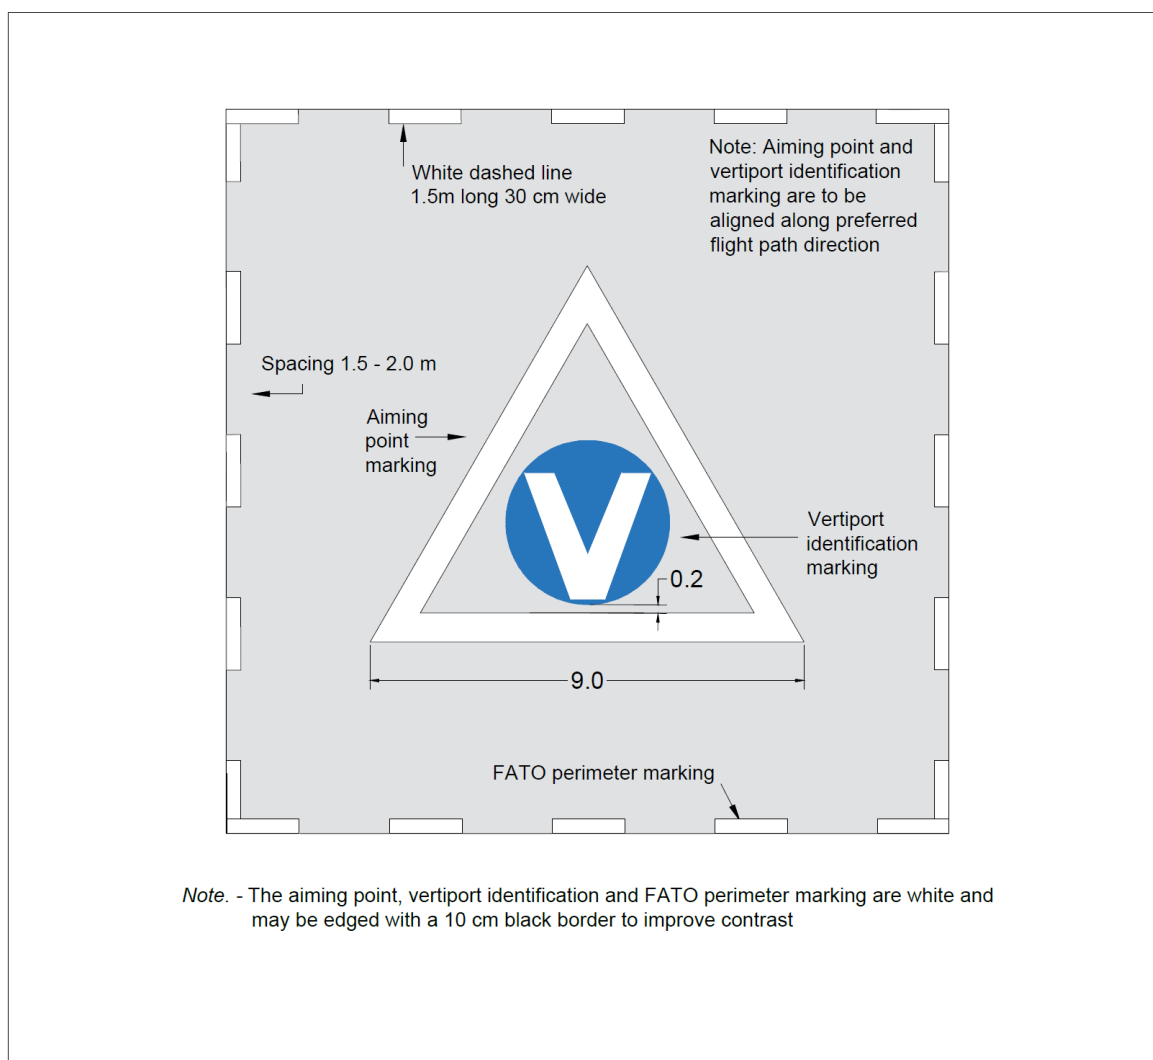 White dashed line
1.5m long 30 cm wide
Note: Aiming point and
vertiport identification
marking are to be
aligned along preferred
flight path direction
Spacing 1.5 - 2.0 m
Aiming
point
marking
V
Vertiport
identification
marking
0.2
9.0
FATO perimeter marking
Note. - The aiming point, vertiport identification and FATO perimeter marking are white and
may be edged with a 10 cm black border to improve contrast